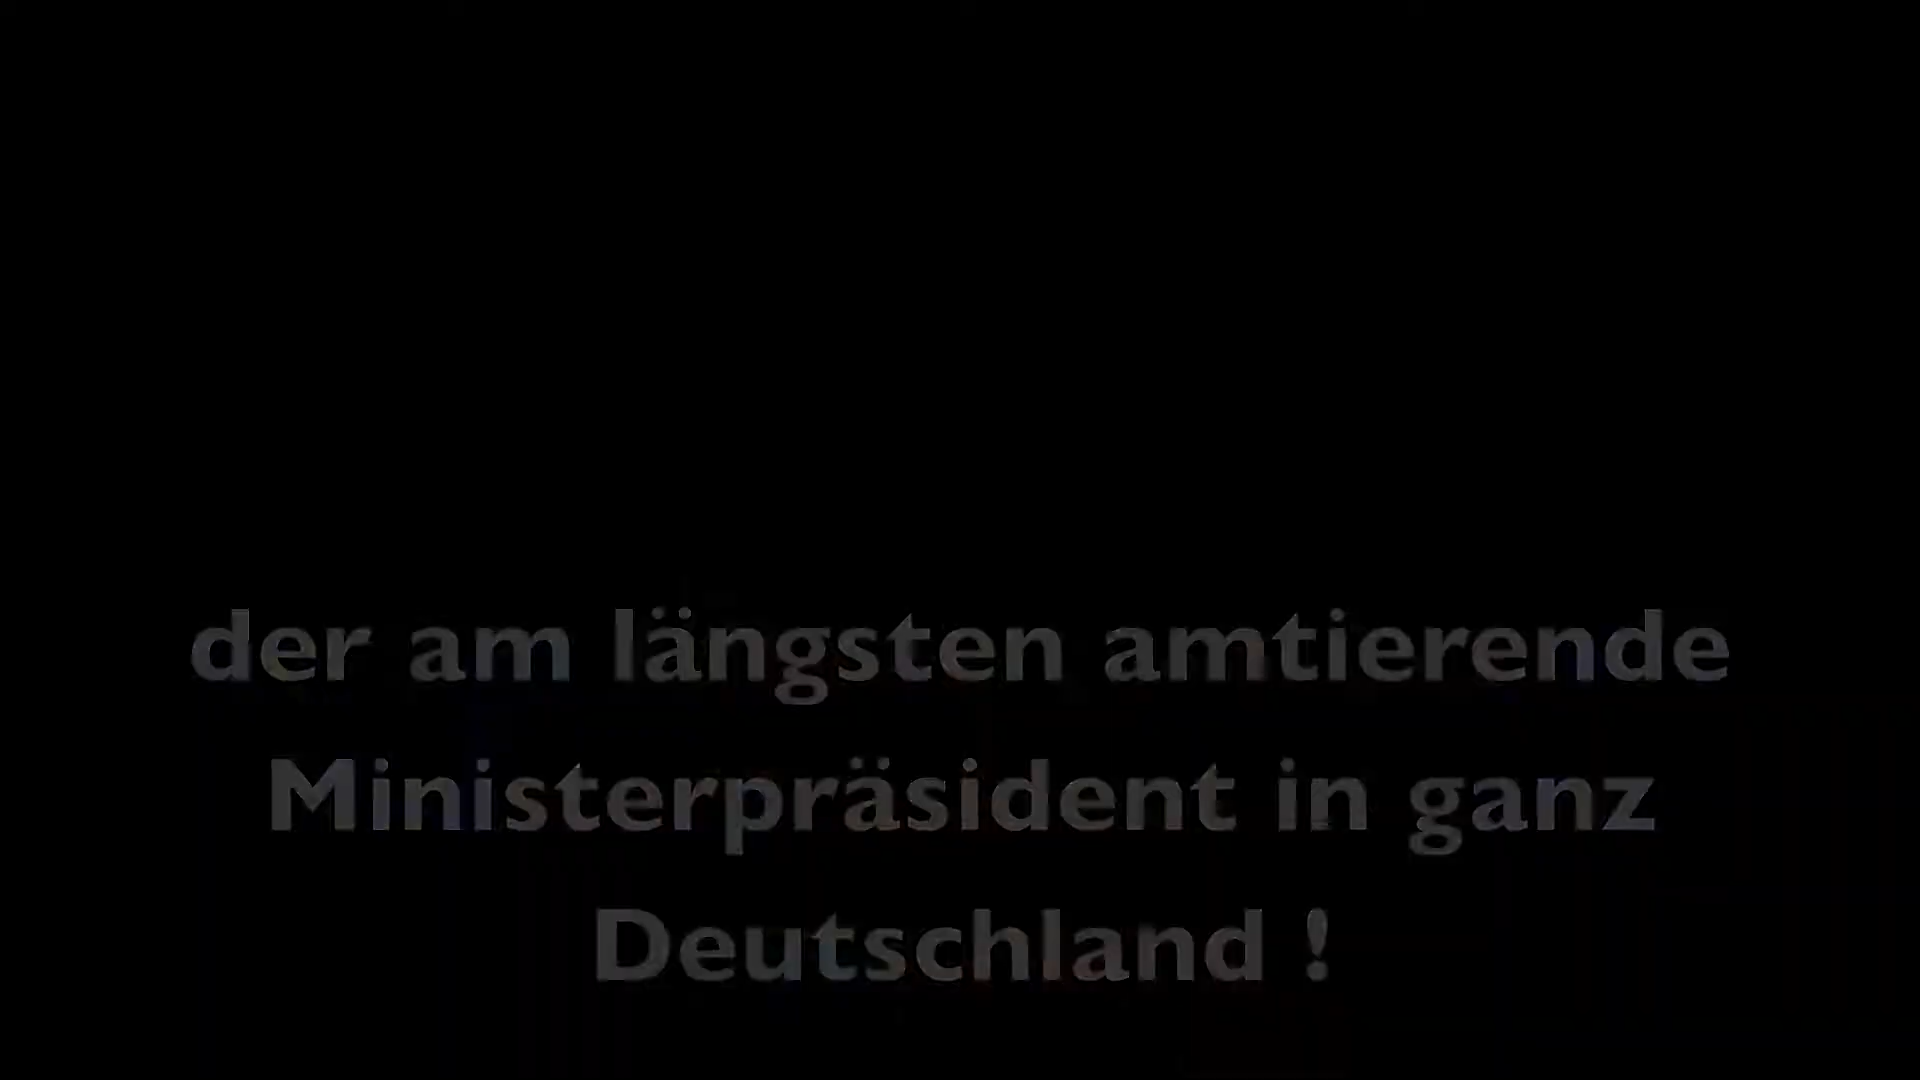 der am längsten amtierende
Ministerpräsident in ganz
Deutschland !